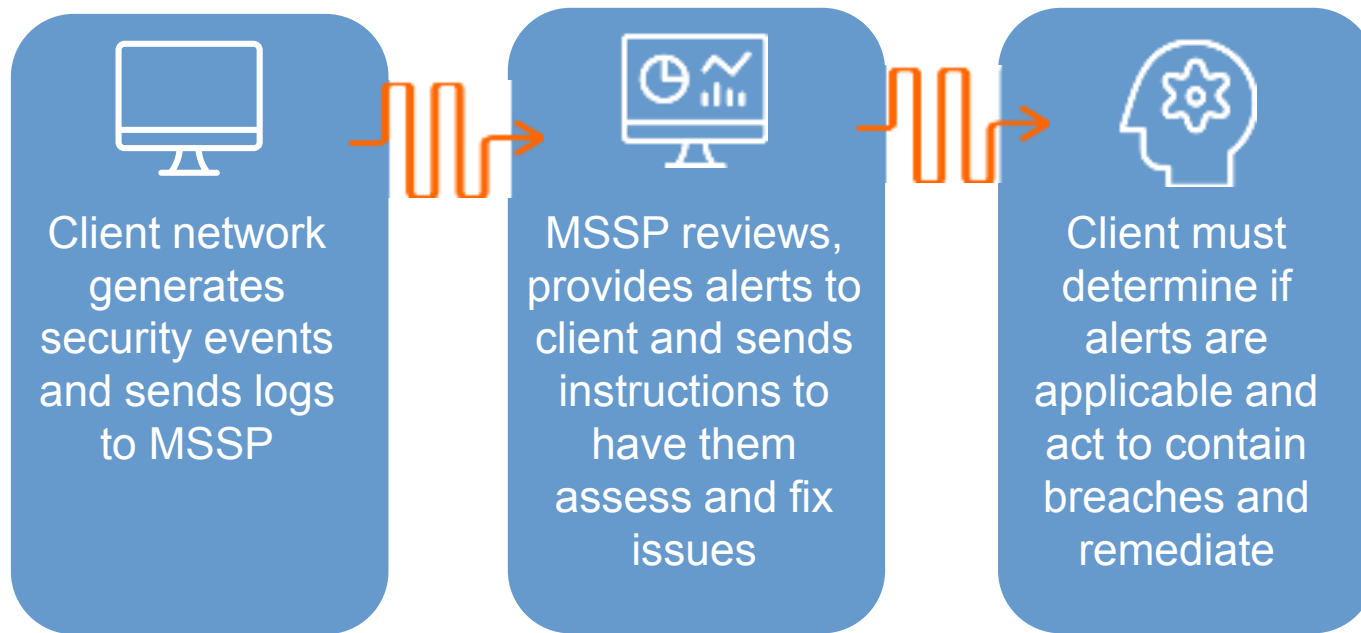 Client network
generates
security events
and sends logs
to MSSP
MSSP reviews,
provides alerts to
client and sends
instructions to
have them
assess and fix
issues
Client must
determine if
alerts are
applicable and
act to contain
breaches and
remediate